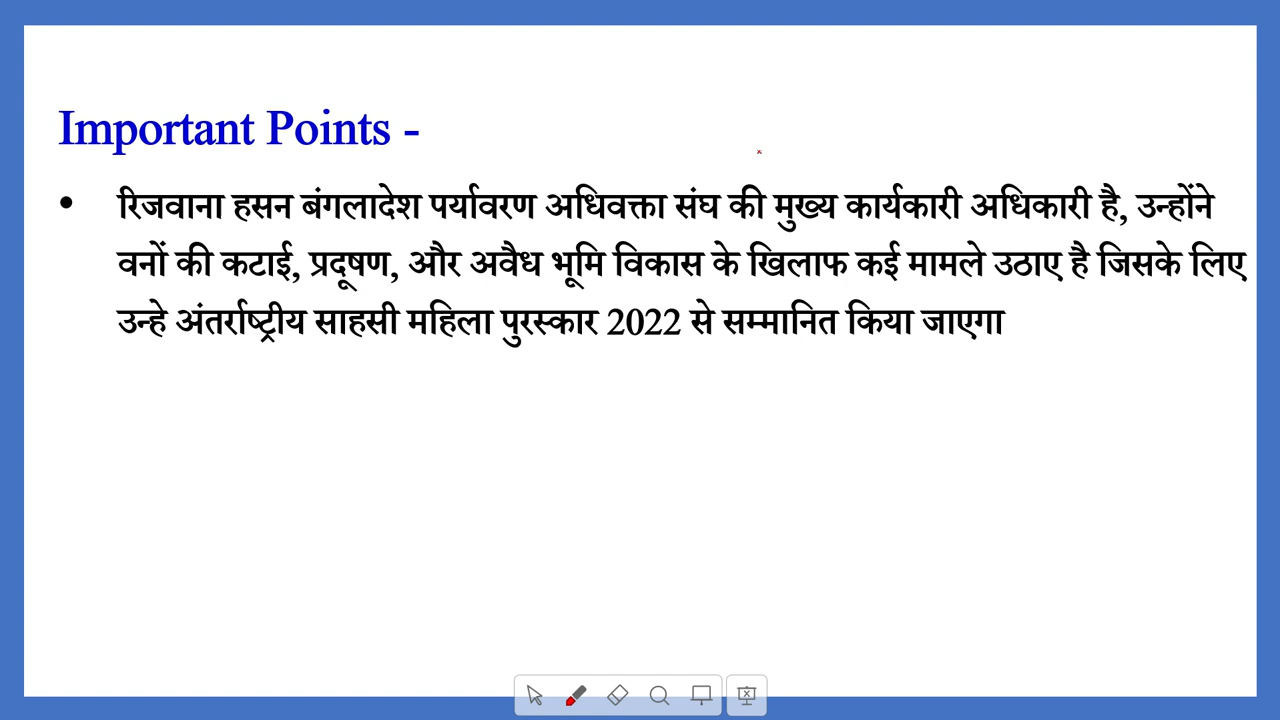 Important Points -
• रिजवाना हसन बंगलादेश पर्यावरण अधिवक्ता संघ की मुख्य कार्यकारी अधिकारी है, उन्होंने
वनों की कटाई, प्रदूषण, और अवैध भूमि विकास के खिलाफ कई मामले उठाए है जिसके लिए
उन्हे अंतर्राष्ट्रीय साहसी महिला पुरस्कार 2022 से सम्मानित किया जाएगा